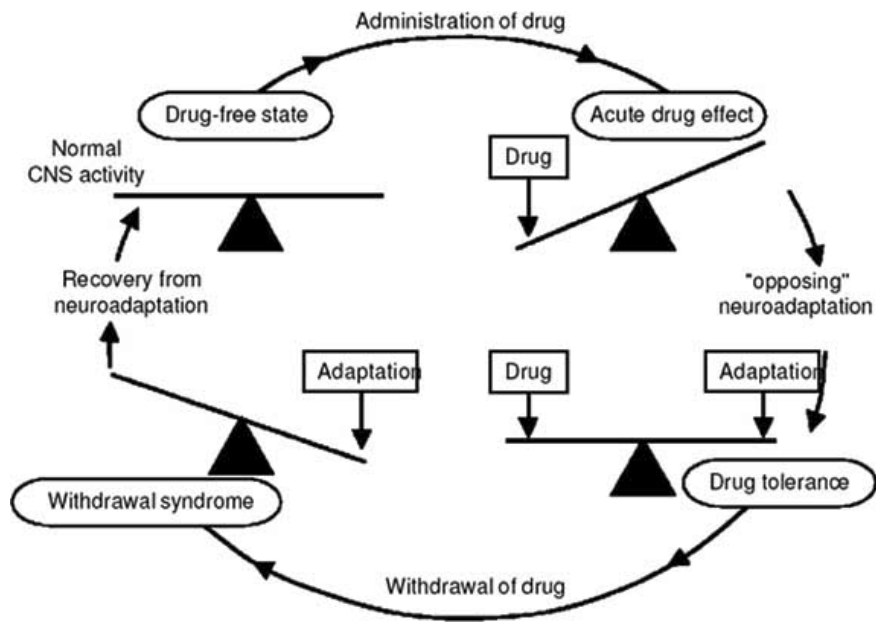 Administration of drug
Drug-free state
Acute drug effect
Normal
CNS activity
Drug
Recovery from
neuroadaptation
"opposing"
neuroadaptation
Adaptation
Drug
Adaptation
Withdrawal syndrome
Drug tolerance
Withdrawal of drug